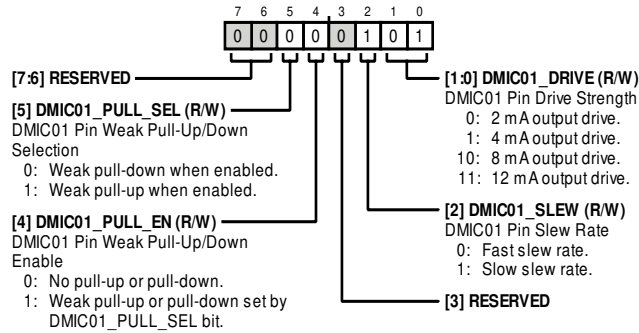 7 6 5 4 3 2 1 0
0 0 0 0 0 1 0 1
[7:6] RESERVED
[5] DMIC01_PULL_SEL (R/W)
DMIC01 Pin Weak Pull-Up/Down
Selection
0: Weak pull-down when enabled.
1: Weak pull-up when enabled.
[4] DMIC01_PULL_EN (R/W)
DMIC01 Pin Weak Pull-Up/Down
Enable
0: No pull-up or pull-down.
1: Weak pull-up or pull-down set by
DMIC01_PULL_SEL bit.
[1:0] DMIC01_DRIVE (R/W)
DMIC01 Pin Drive Strength
0: 2 mA output drive.
1: 4 mA output drive.
10: 8 mA output drive.
11: 12 mA output drive.
[2] DMIC01_SLEW (R/W)
DMIC01 Pin Slew Rate
0: Fast slew rate.
1: Slow slew rate.
[3] RESERVED